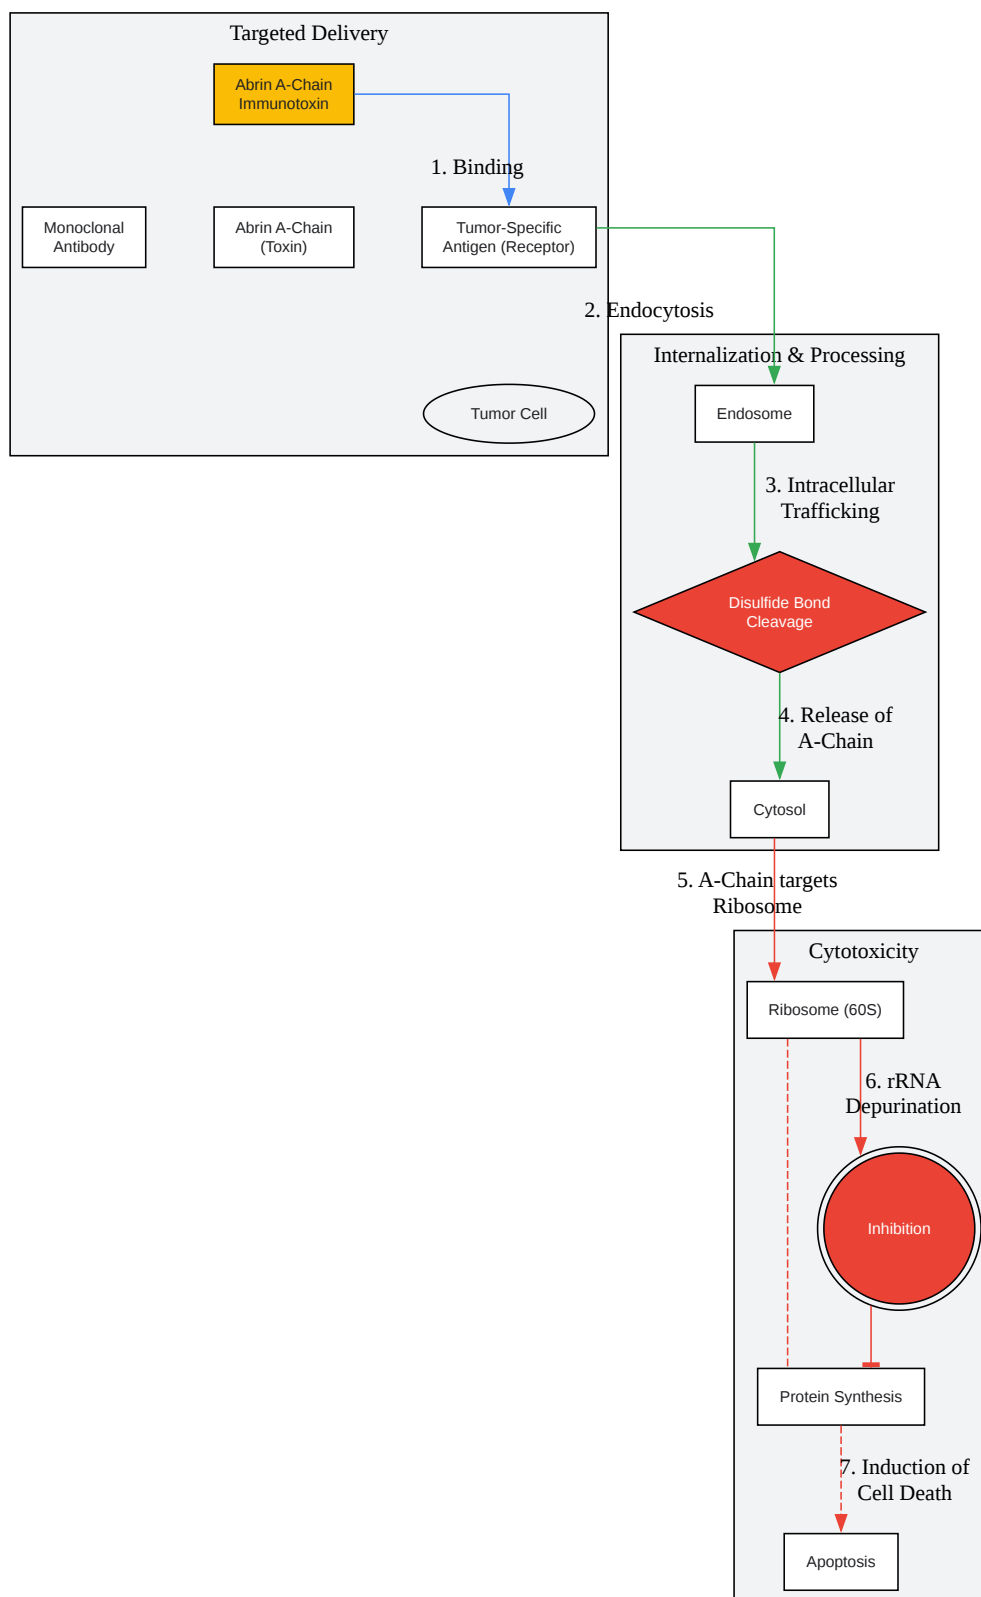 Targeted Delivery
Abrin A-Chain
Immunotoxin
1. Binding
Monoclonal
Antibody
Abrin A-Chain
(Toxin)
Tumor-Specific
Antigen (Receptor)
2. Endocytosis
Internalization & Processing
Tumor Cell
Endosome
3. Intracellular
Trafficking
Disulfide Bond
Cleavage
4. Release of
A-Chain
Cytosol
5. A-Chain targets
Ribosome
Cytotoxicity
Ribosome (60S)
6. rRNA
Depurination
Inhibition
Protein Synthesis
7. Induction of
Cell Death
Apoptosis